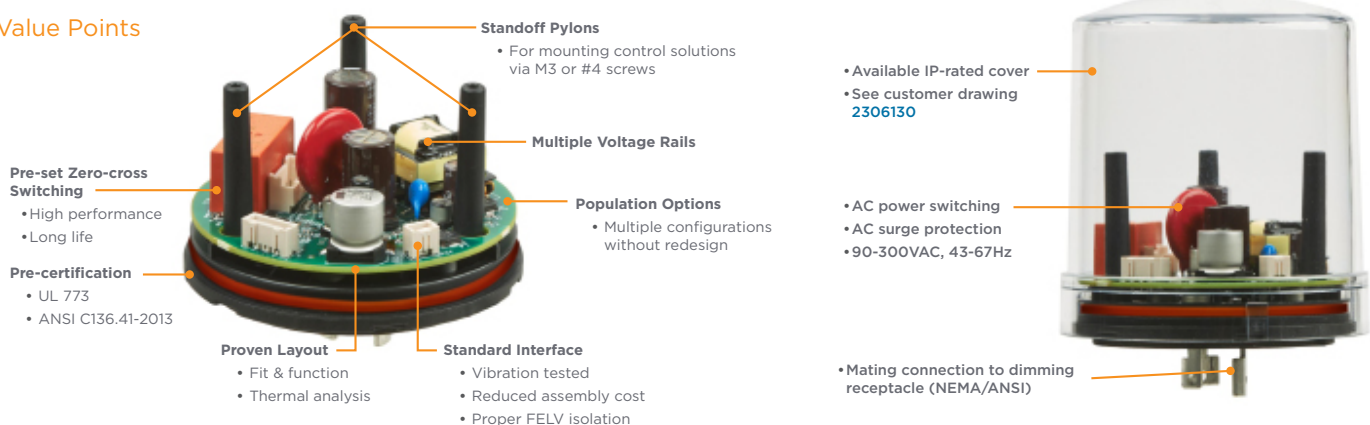 Value Points
Standoff Pylons
• For mounting control solutions
via M3 or #4 screws
Multiple Voltage Rails
Pre-set Zero-cross
Switching
•High performance
•Long life
Population Options
• Multiple configurations
without redesign
Pre-certification
• UL 773
• ANSI C136.41-2013
Proven Layout
• Fit & function
• Thermal analysis
Standard Interface
• Vibration tested
• Reduced assembly cost
• Proper FELV isolation
•Available IP-rated cover
•See customer drawing
2306130
•AC power switching
•AC surge protection
•90-300VAC, 43-67Hz
•Mating connection to dimming
receptacle (NEMA/ANSI)